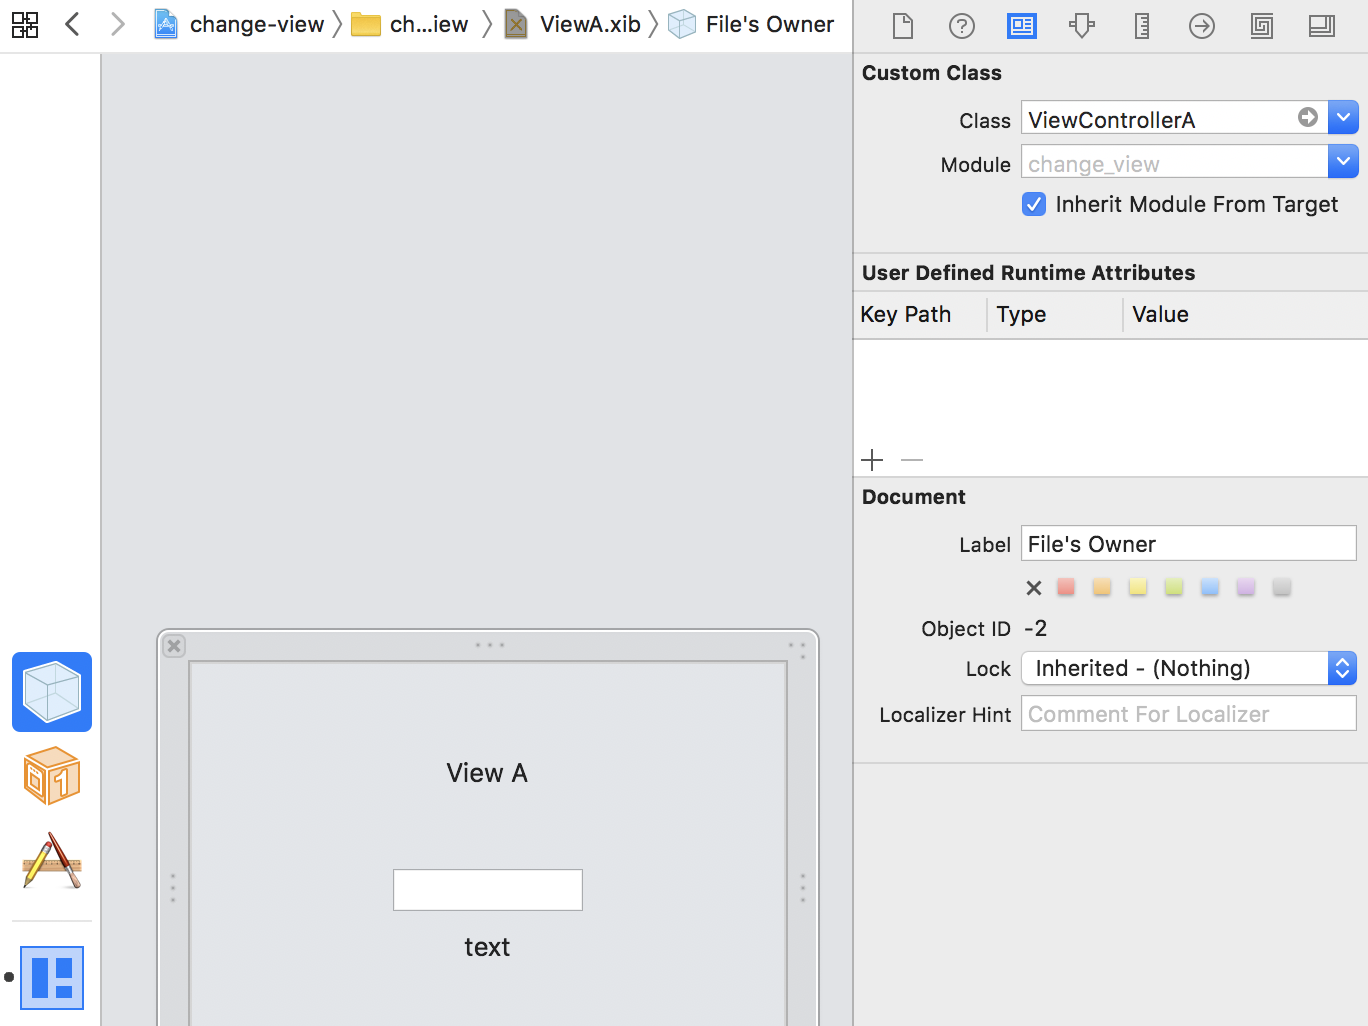 change-view ch...iew ViewA.xib File's Owner
Custom Class
Class ViewControllerA
Module change_view
Inherit Module From Target
User Defined Runtime Attributes
Key Path Type Value
Document
Label File's Owner
Object ID -2
Lock Inherited - (Nothing)
Localizer Hint Comment For Localizer
View A
text